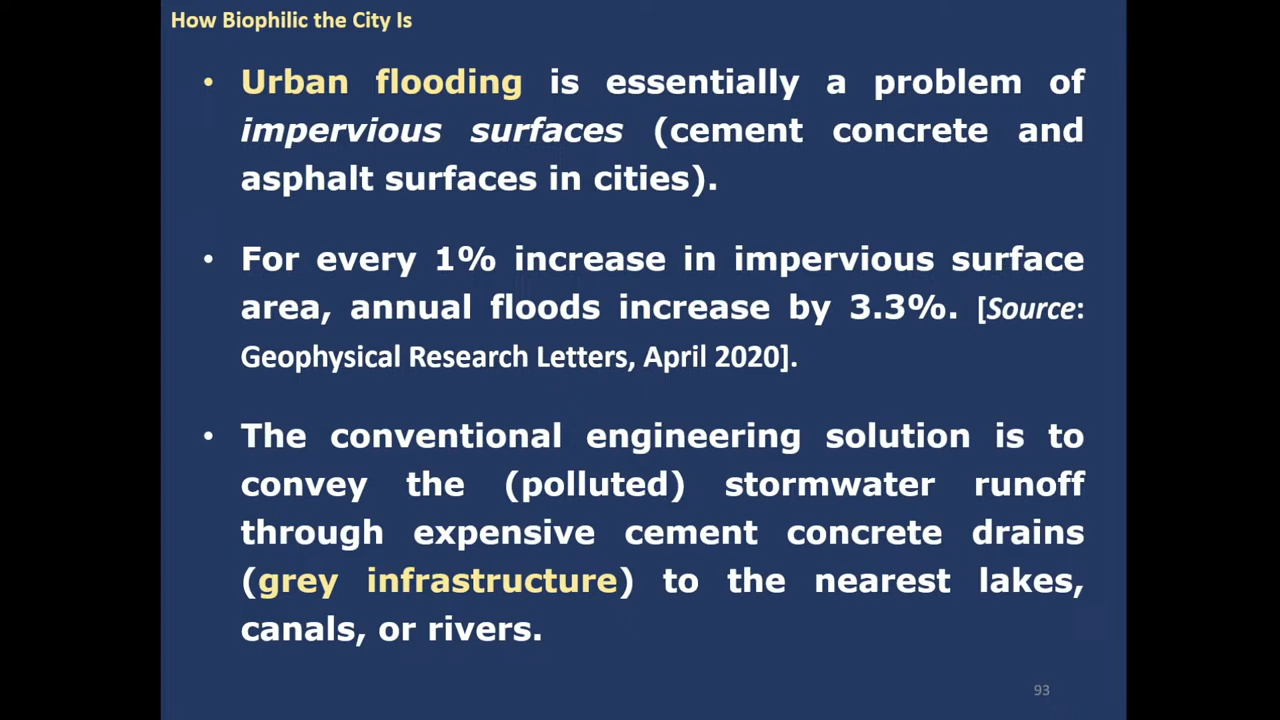 How Biophilic the City Is
• Urban flooding is essentially a problem of
impervious surfaces (cement concrete and
asphalt surfaces in cities).
• For every 1% increase in impervious surface
area, annual floods increase by 3.3%. [Source:
Geophysical Research Letters, April 2020].
• The conventional engineering solution is to
convey the (polluted) stormwater runoff
through expensive cement concrete drains
(grey infrastructure) to the nearest lakes,
canals, or rivers.
93